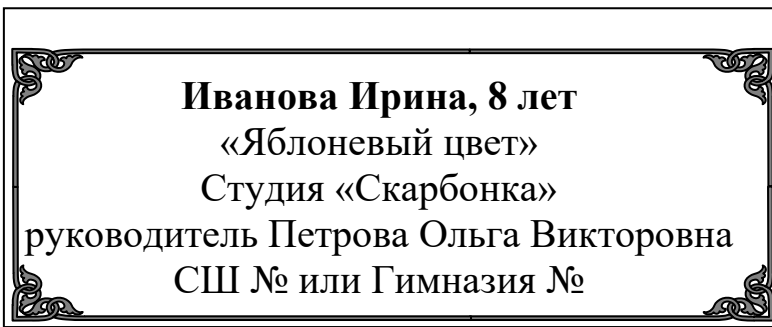 Иванова Ирина, 8 лет
«Яблоневый цвет»
Студия «Скарбонка»
руководитель Петрова Ольга Викторовна
СШ № или Гимназия №